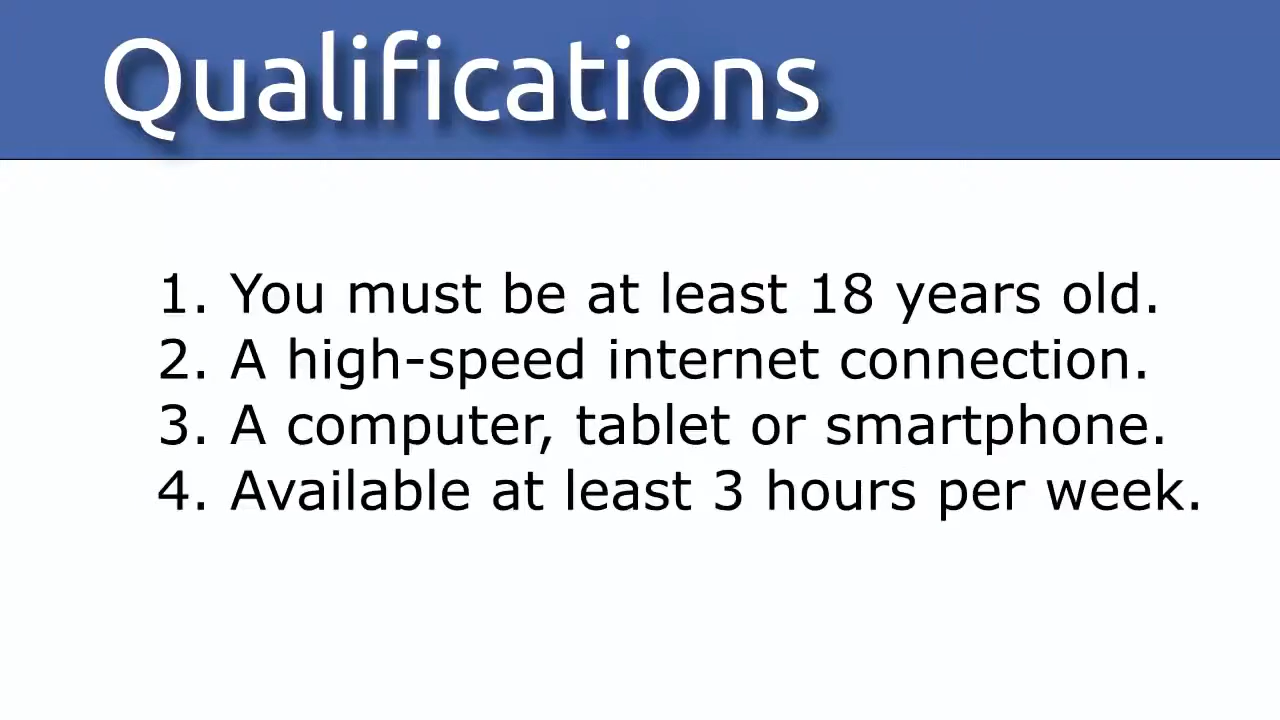 Qualifications
1. You must be at least 18 years old.
2. A high-speed internet connection.
3. A computer, tablet or smartphone.
4. Available at least 3 hours per week.